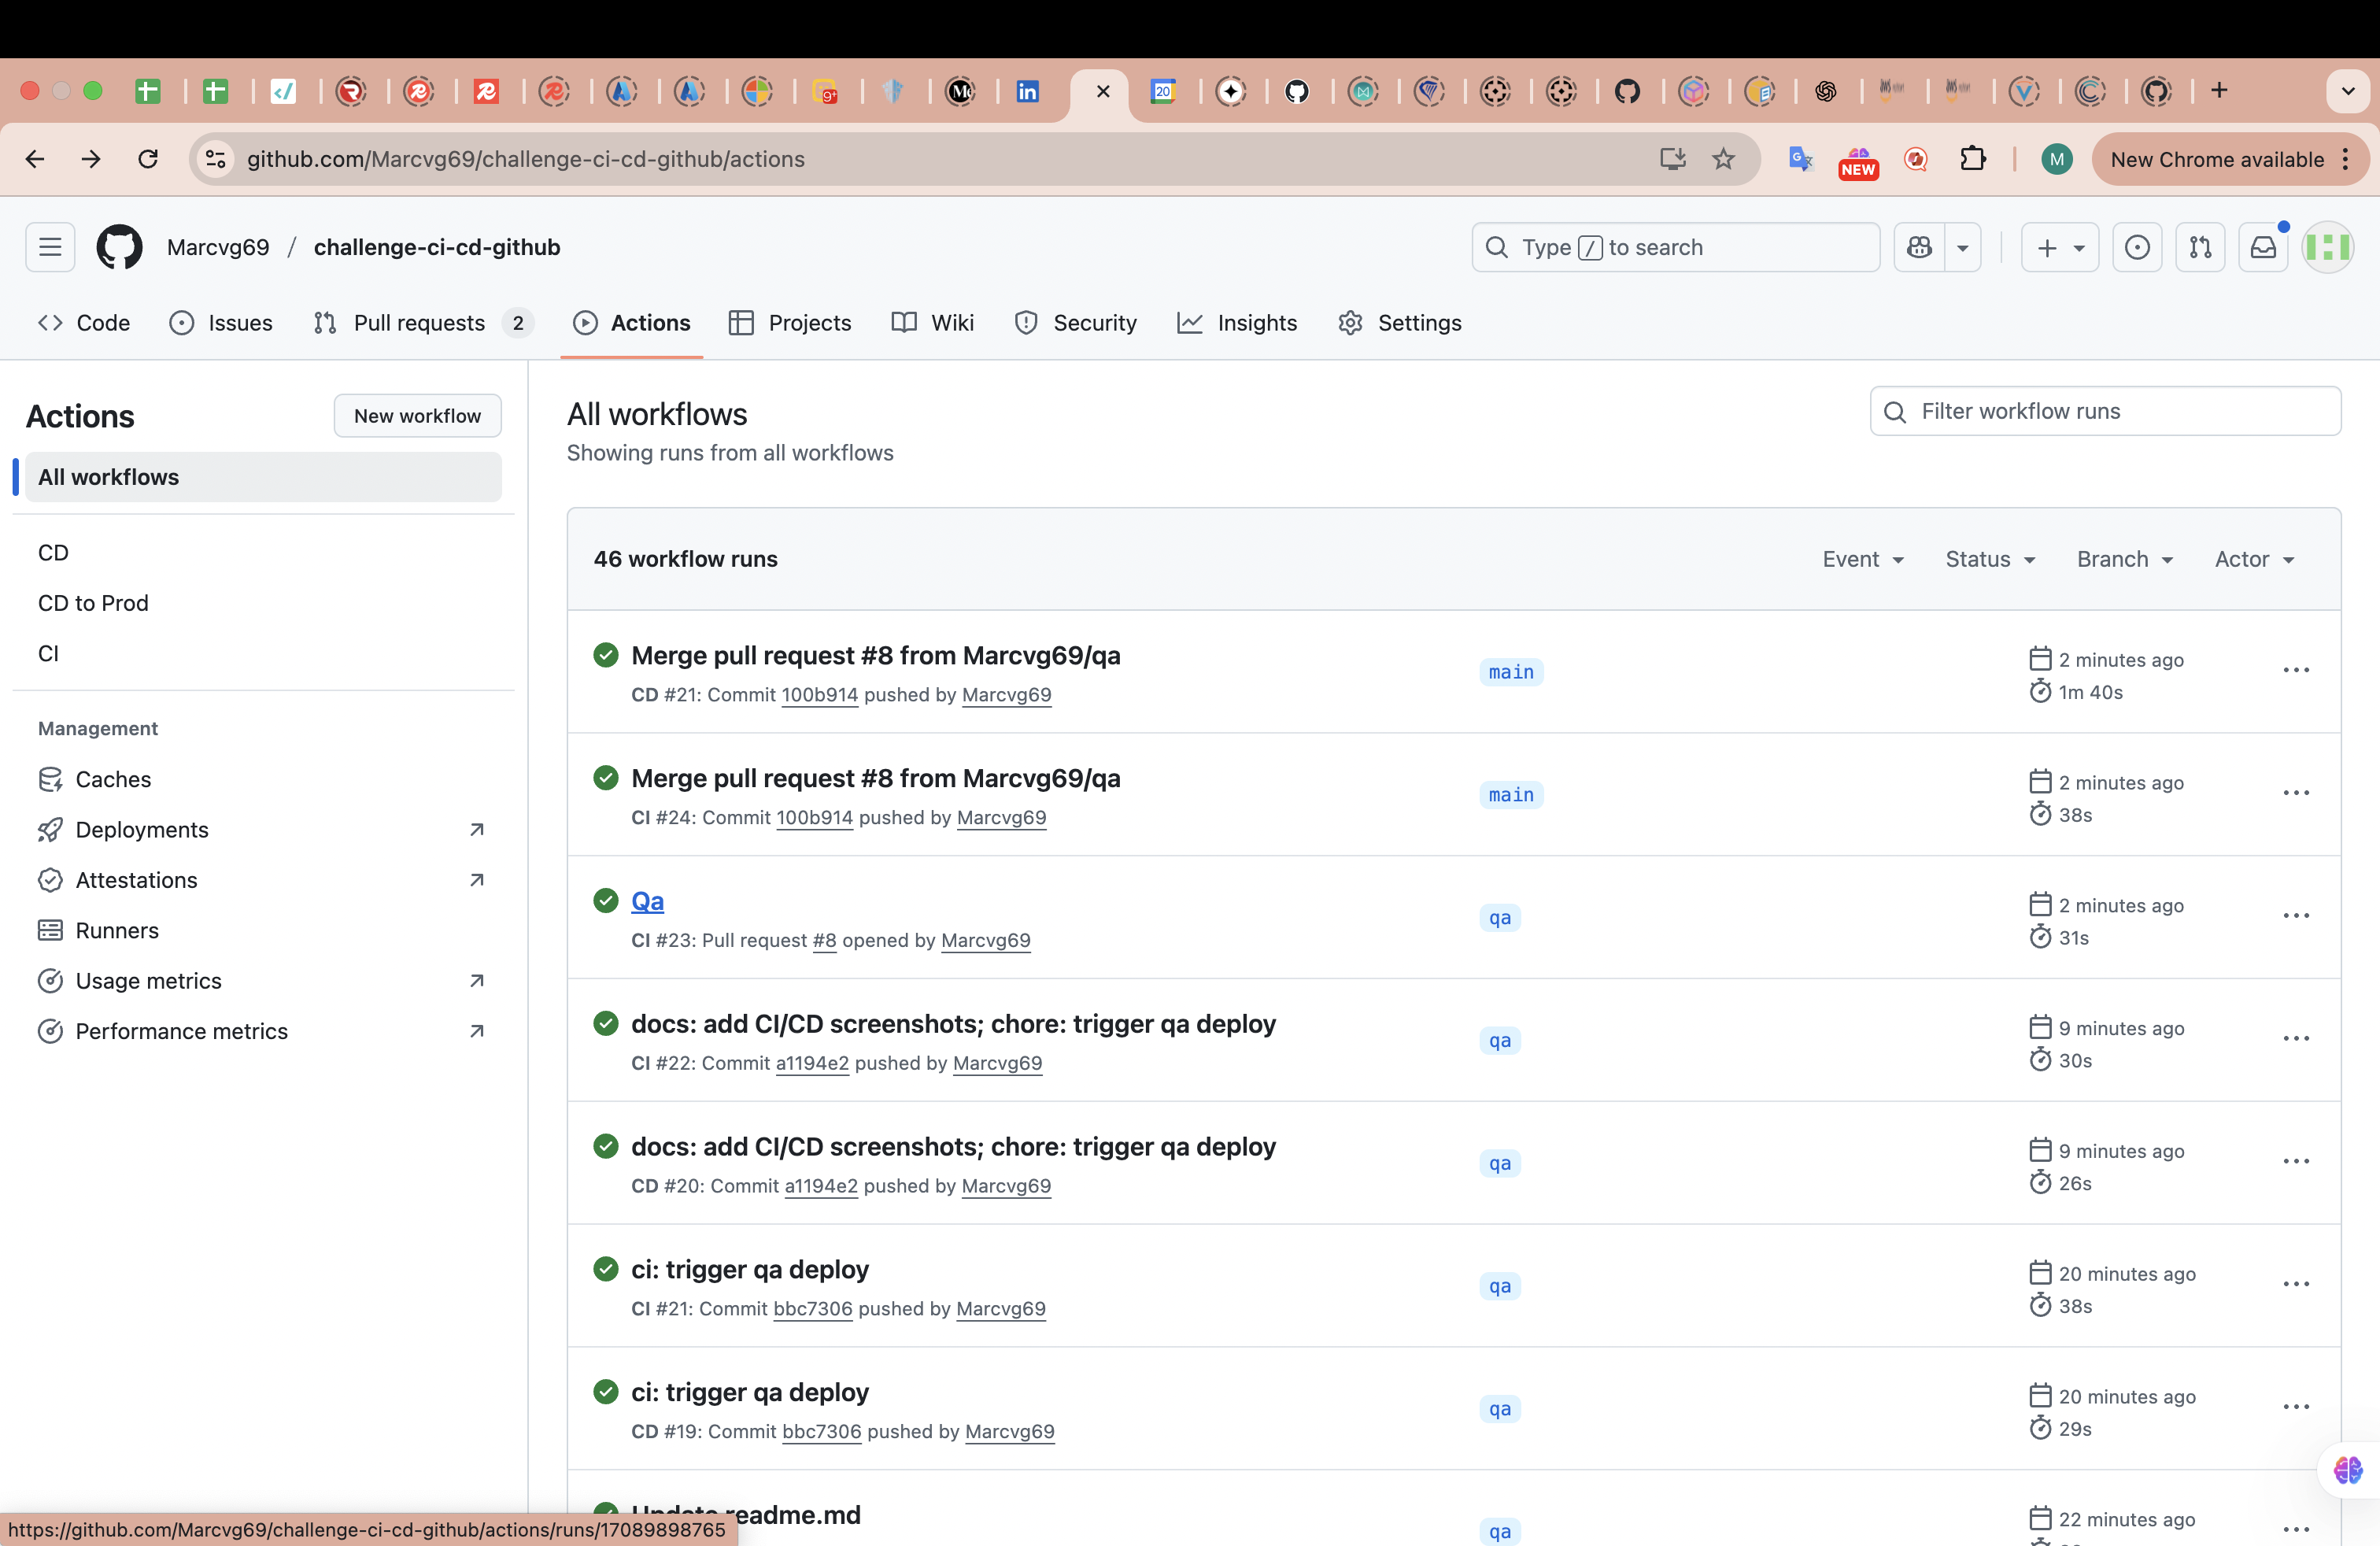 github.com/Marcvg69/challenge-ci-cd-github/actions
NEW
M
New Chrome available
20
9+
Marcvg69 / challenge-ci-cd-github
Type / to search
Code
Issues
Pull requests 2
Actions
Projects
Wiki
Security
Insights
Settings
Actions
New workflow
All workflows
CD
CD to Prod
CI
Management
Caches
Deployments
Attestations
Runners
Usage metrics
Performance metrics
All workflows
Showing runs from all workflows
Filter workflow runs
46 workflow runs
Event
Status
Branch
Actor
Merge pull request #8 from Marcvg69/qa
CD #21: Commit 100b914 pushed by Marcvg69
main
2 minutes ago
1m 40s
Merge pull request #8 from Marcvg69/qa
CI #24: Commit 100b914 pushed by Marcvg69
main
2 minutes ago
38s
Qa
CI #23: Pull request #8 opened by Marcvg69
qa
2 minutes ago
31s
docs: add CI/CD screenshots; chore: trigger qa deploy
CI #22: Commit a1194e2 pushed by Marcvg69
qa
9 minutes ago
30s
docs: add CI/CD screenshots; chore: trigger qa deploy
CD #20: Commit a1194e2 pushed by Marcvg69
qa
9 minutes ago
26s
ci: trigger qa deploy
CI #21: Commit bbc7306 pushed by Marcvg69
qa
20 minutes ago
38s
ci: trigger qa deploy
CD #19: Commit bbc7306 pushed by Marcvg69
qa
20 minutes ago
29s
Update readme.md
qa
22 minutes ago
https://github.com/Marcvg69/challenge-ci-cd-github/actions/runs/17089898765